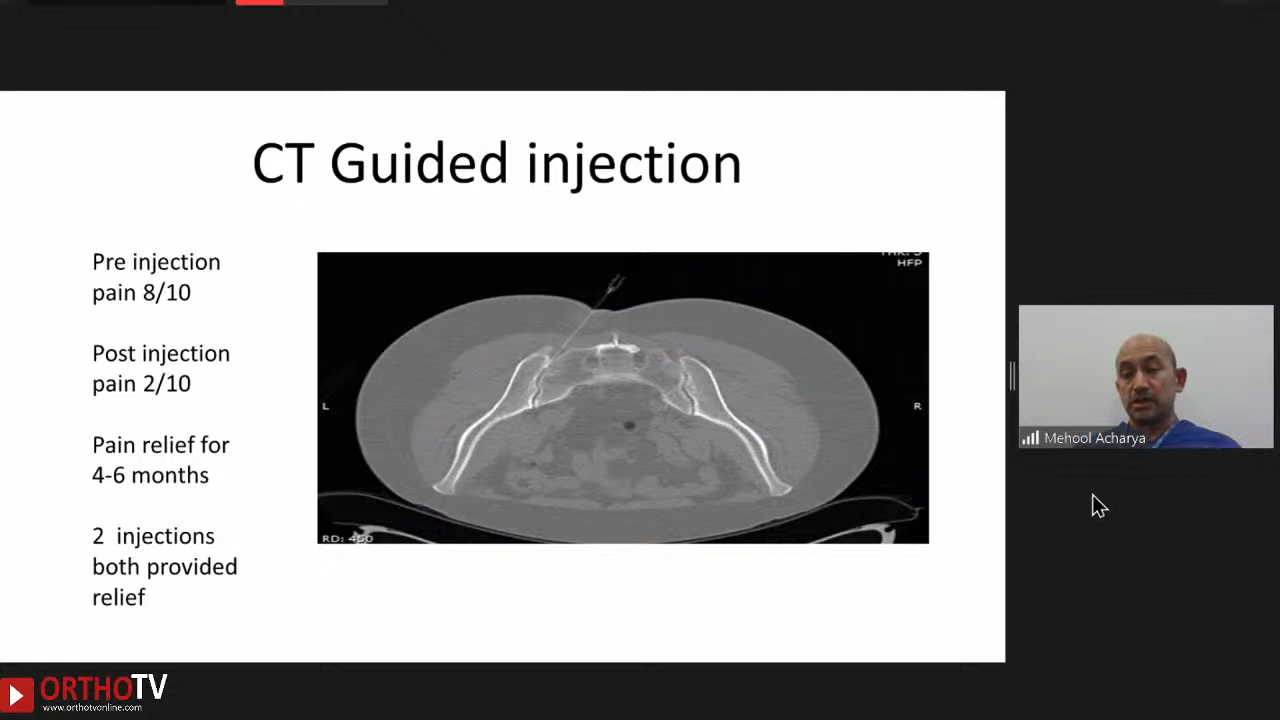 CT Guided injection
Pre injection
pain 8/10
Post injection
pain 2/10
Pain relief for
4-6 months
2 injections
both provided
relief
HFP
L
R
RD: 450
Mehool Acharya
ORTHOTV
www.orthotvonline.com